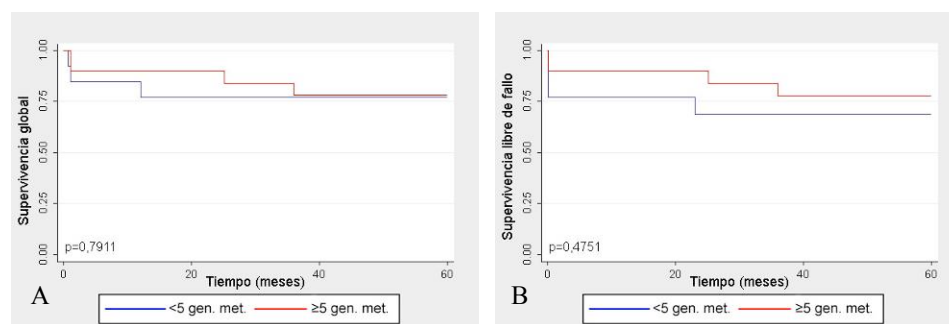 Supervivencia global
1.00
0.75
0.50
0.25
0.00
p=0,7911
0 20 40 60
Tiempo (meses)
A
<5 gen. met. ≥5 gen. met.
Supervivencia libre de fallo
1.00
0.75
0.50
0.25
0.00
p=0,4751
0 20 40 60
Tiempo (meses)
B
<5 gen. met. ≥5 gen. met.